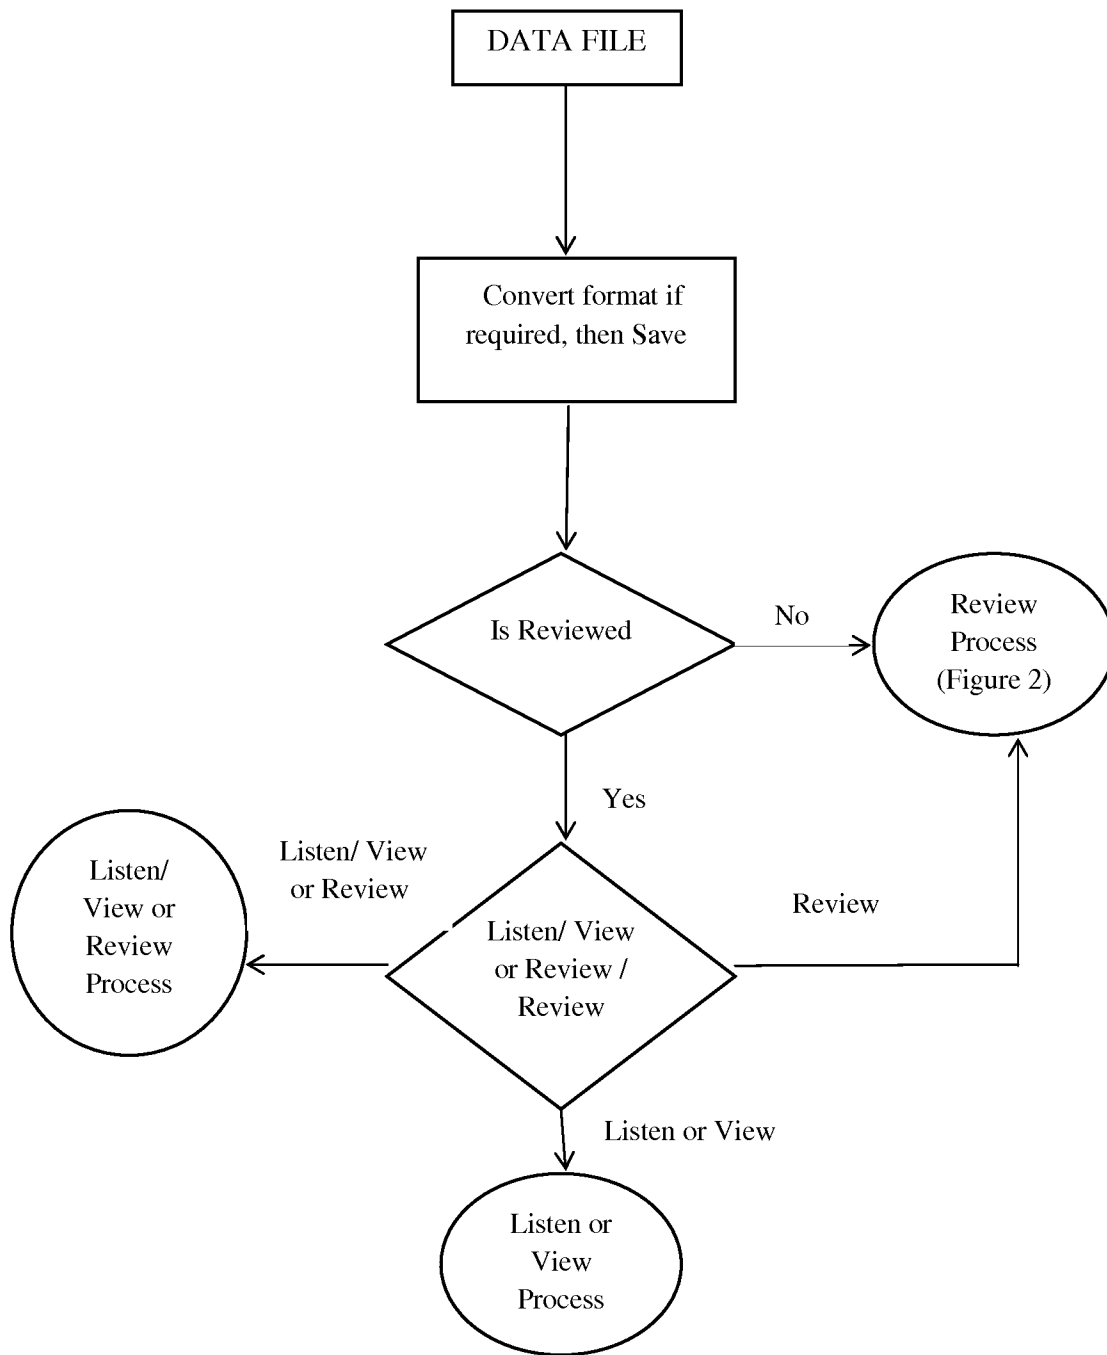 DATA FILE
Convert format if
required, then Save
Is Reviewed
No
Review
Process
(Figure 2)
Yes
Listen/ View
or Review
Listen/
View or
Review
Process
Listen/ View
or Review /
Review
Review
Listen or View
Listen or
View
Process